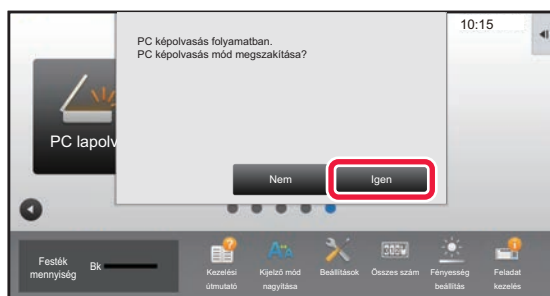 10:15
PC képolvasás folyamatban.
PC képolvasás mód megszakítása?
PC lapolv
Nem
Igen
Festék
mennyiség
Bk
Kezelési
útmutató
Kijelző mód
nagyítása
Beállítások
Összes szám
Fényesség
beállítás
Feladat
kezelés